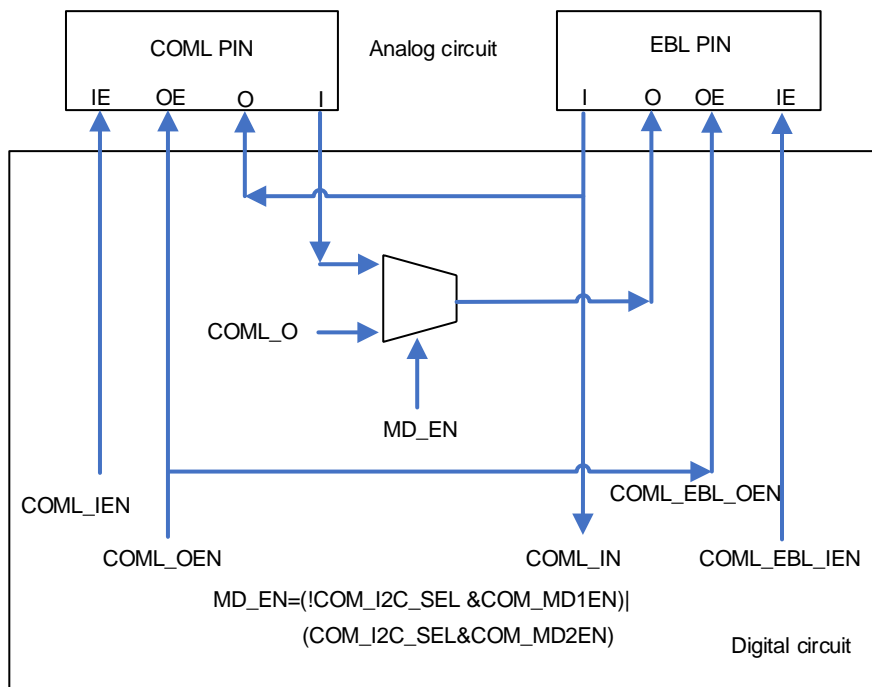 COML PIN
Analog circuit
EBL PIN
IE OE O I
I O OE IE
COML_O
MD_EN
COML_IEN
COML_EBL_OEN
COML_OEN
COML_IN
COML_EBL_IEN
MD_EN=(!COM_I2C_SEL &COM_MD1EN)|
(COM_I2C_SEL&COM_MD2EN)
Digital circuit